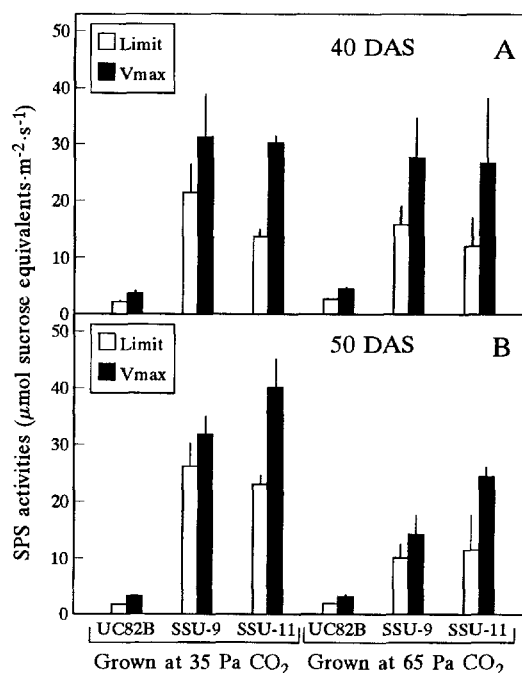 Limit
Vmax
40 DAS
A
50
40
30
20
10
0
Limit
Vmax
50 DAS
B
50
40
30
20
10
0
SPS activities (μmol sucrose equivalents·m⁻²·s⁻¹)
UC82B SSU-9 SSU-11 UC82B SSU-9 SSU-11
Grown at 35 Pa CO₂ Grown at 65 Pa CO₂